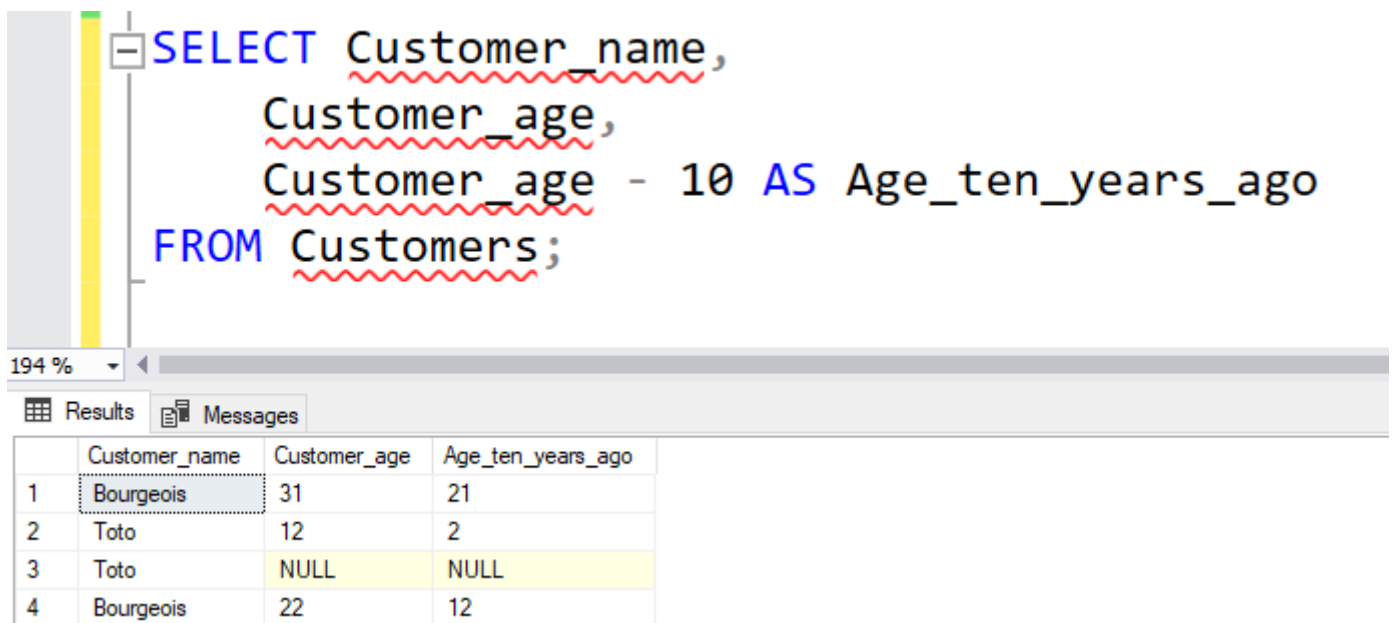 SELECT Customer_name,
Customer_age,
Customer_age - 10 AS Age_ten_years_ago
FROM Customers;
194 %
Results Messages
Customer_name Customer_age Age_ten_years_ago
1 Bourgeois 31 21
2 Toto 12 2
3 Toto NULL NULL
4 Bourgeois 22 12